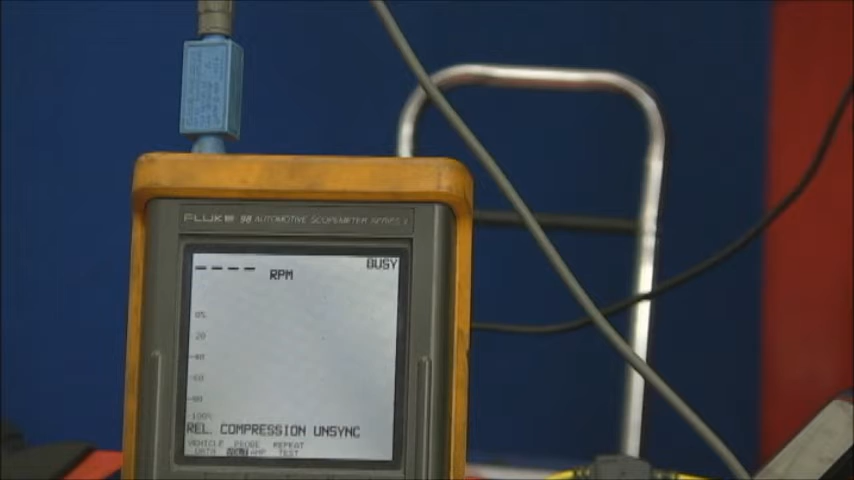 FLUKE 98 AUTOMOTIVE SCOPEMETER SERIES II
BUSY
---- RPM
0%
-20
-40
-60
-80
-100%
REL. COMPRESSION UNSYNC
VEHICLE PROBE REPEAT
DATA AMP TEST